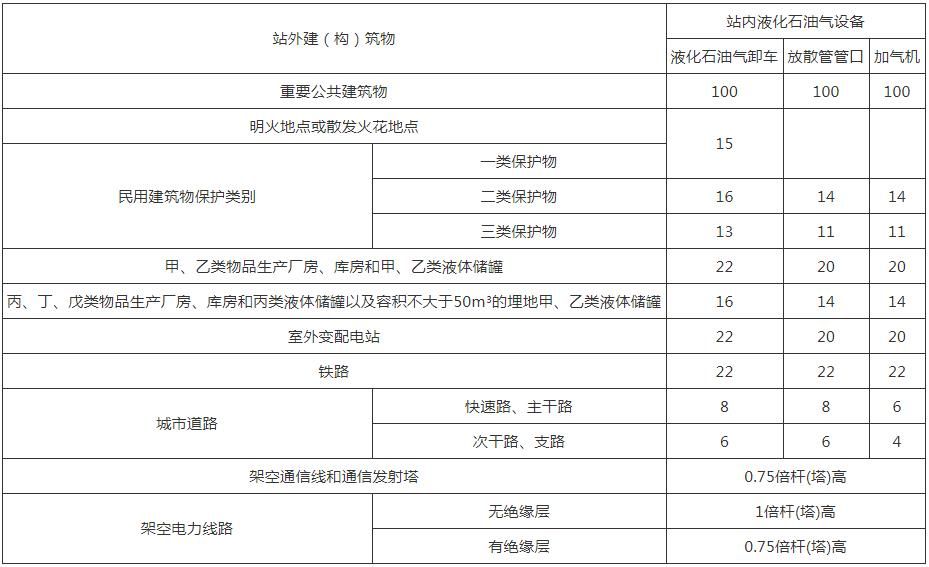 站外建（构）筑物
站内液化石油气设备
液化石油气卸车 放散管管口 加气机
重要公共建筑物 100 100 100
明火地点或散发火花地点 15
民用建筑物保护类别 一类保护物
二类保护物 16 14 14
三类保护物 13 11 11
甲、乙类物品生产厂房、库房和甲、乙类液体储罐 22 20 20
丙、丁、戊类物品生产厂房、库房和丙类液体储罐以及容积不大于50m³的埋地甲、乙类液体储罐 16 14 14
室外变配电站 22 20 20
铁路 22 22 22
城市道路 快速路、主干路 8 8 6
次干路、支路 6 6 4
架空通信线和通信发射塔 0.75倍杆(塔)高
架空电力线路 无绝缘层 1倍杆(塔)高
有绝缘层 0.75倍杆(塔)高